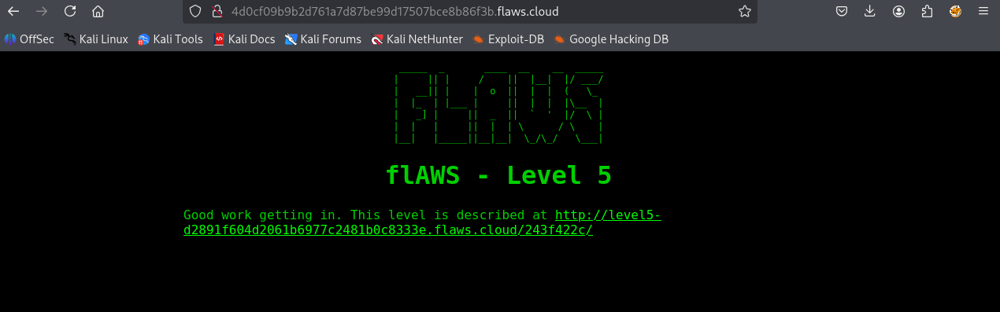 4d0cf09b9b2d761a7d87be99d17507bce8b86f3b.flaws.cloud
OffSec Kali Linux Kali Tools Kali Docs Kali Forums Kali NetHunter Exploit-DB Google Hacking DB
FLAWS
flAWS - Level 5
Good work getting in. This level is described at http://level5-
d2891f604d2061b6977c2481b0c8333e.flaws.cloud/243f422c/